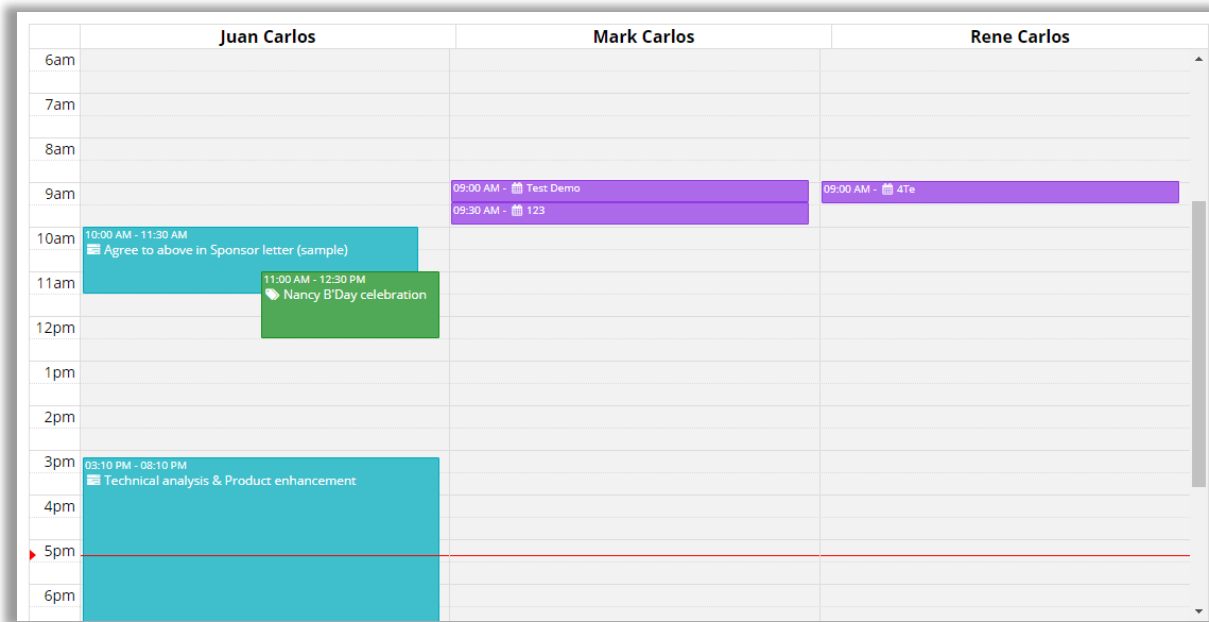 Juan Carlos Mark Carlos Rene Carlos
6am
7am
8am
9am
09:00 AM - Test Demo
09:30 AM - 123
09:00 AM - 4Te
10am
10:00 AM - 11:30 AM
Agree to above in Sponsor letter (sample)
11am
11:00 AM - 12:30 PM
Nancy B'Day celebration
12pm
1pm
2pm
3pm
03:10 PM - 08:10 PM
Technical analysis & Product enhancement
4pm
5pm
6pm